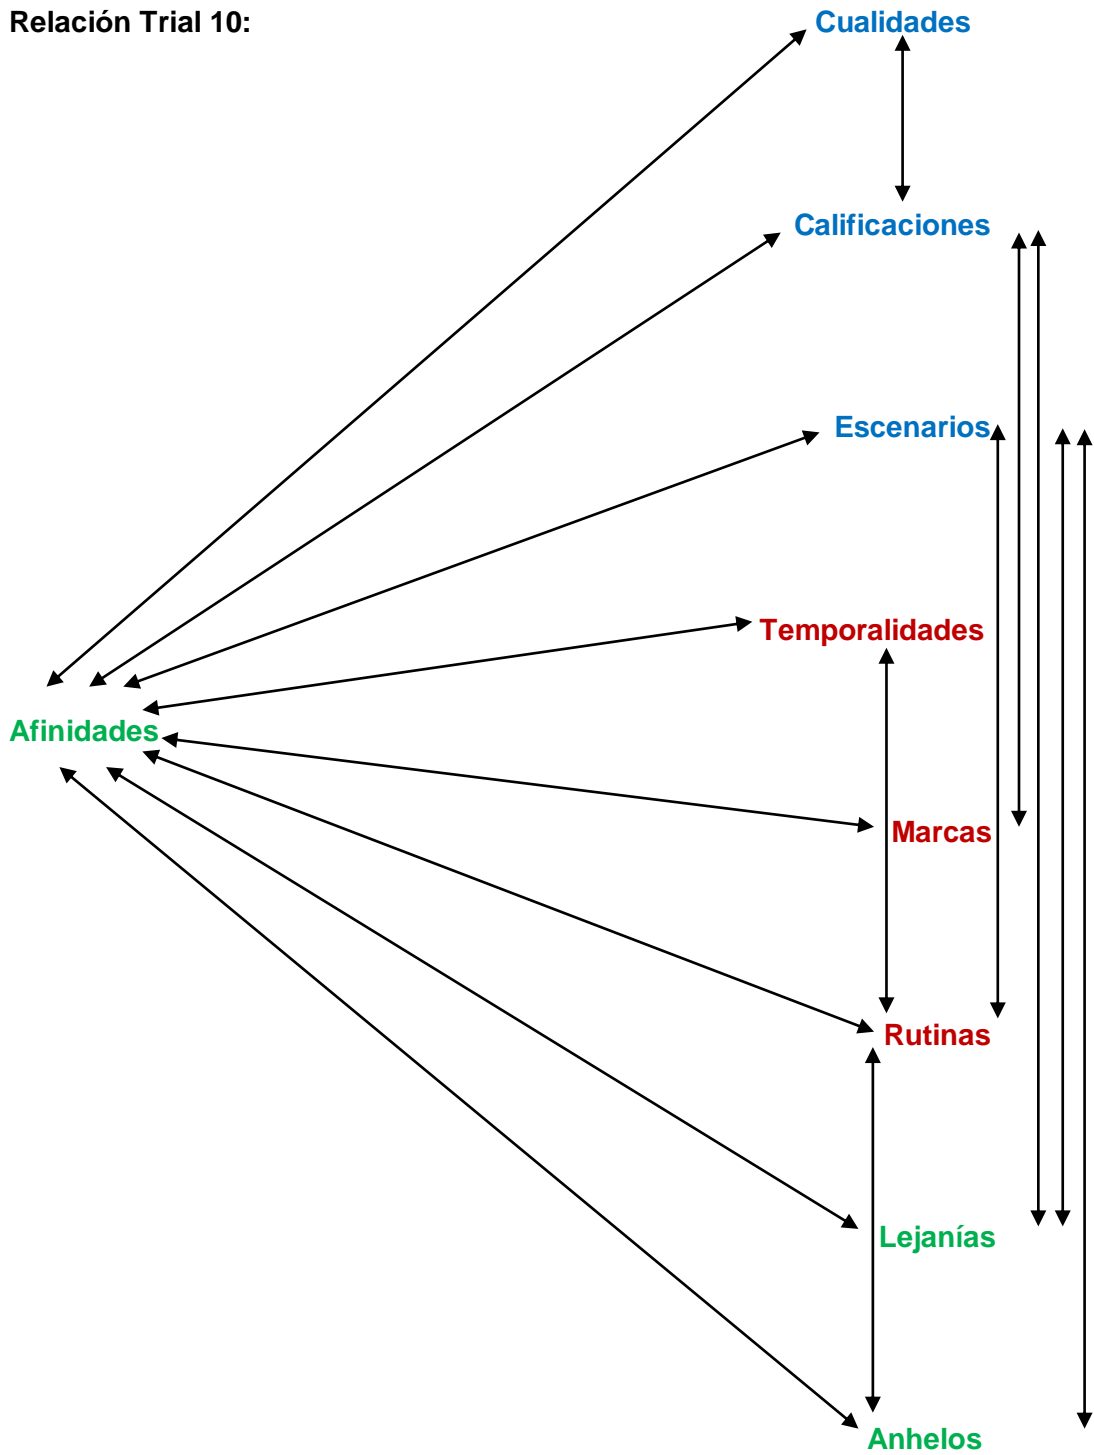 Relación Trial 10:
Cualidades
Calificaciones
Escenarios
Temporalidades
Afinidades
Marcas
Rutinas
Lejanías
Anhelos